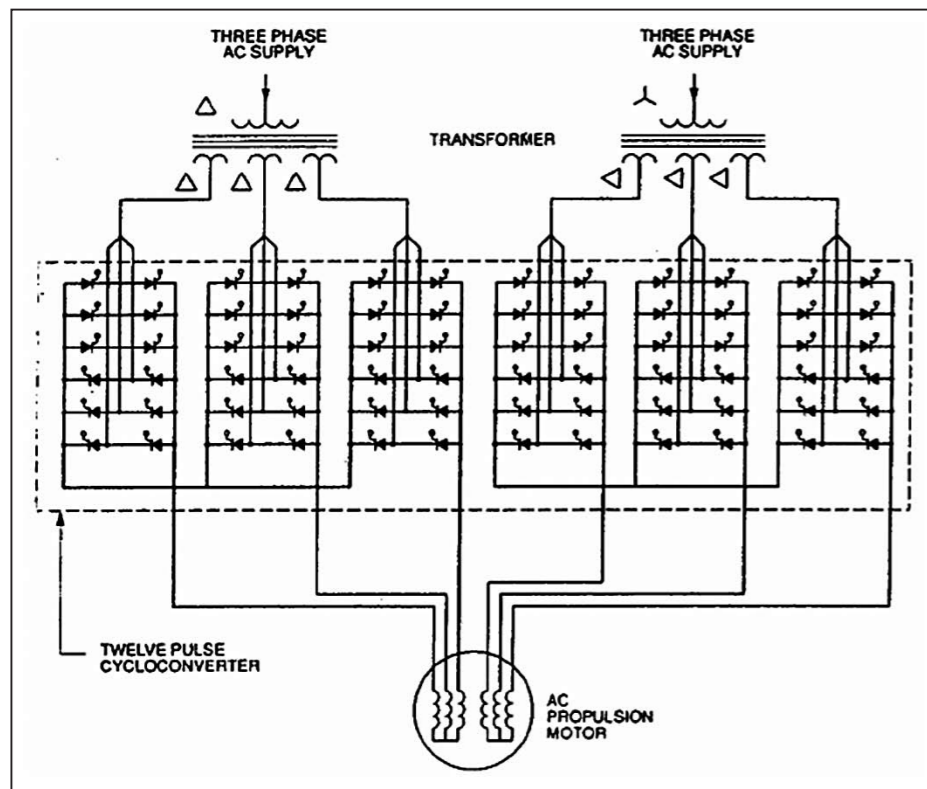 THREE PHASE
AC SUPPLY
THREE PHASE
AC SUPPLY
TRANSFORMER
TWELVE PULSE
CYCLOCONVERTER
AC
PROPULSION
MOTOR